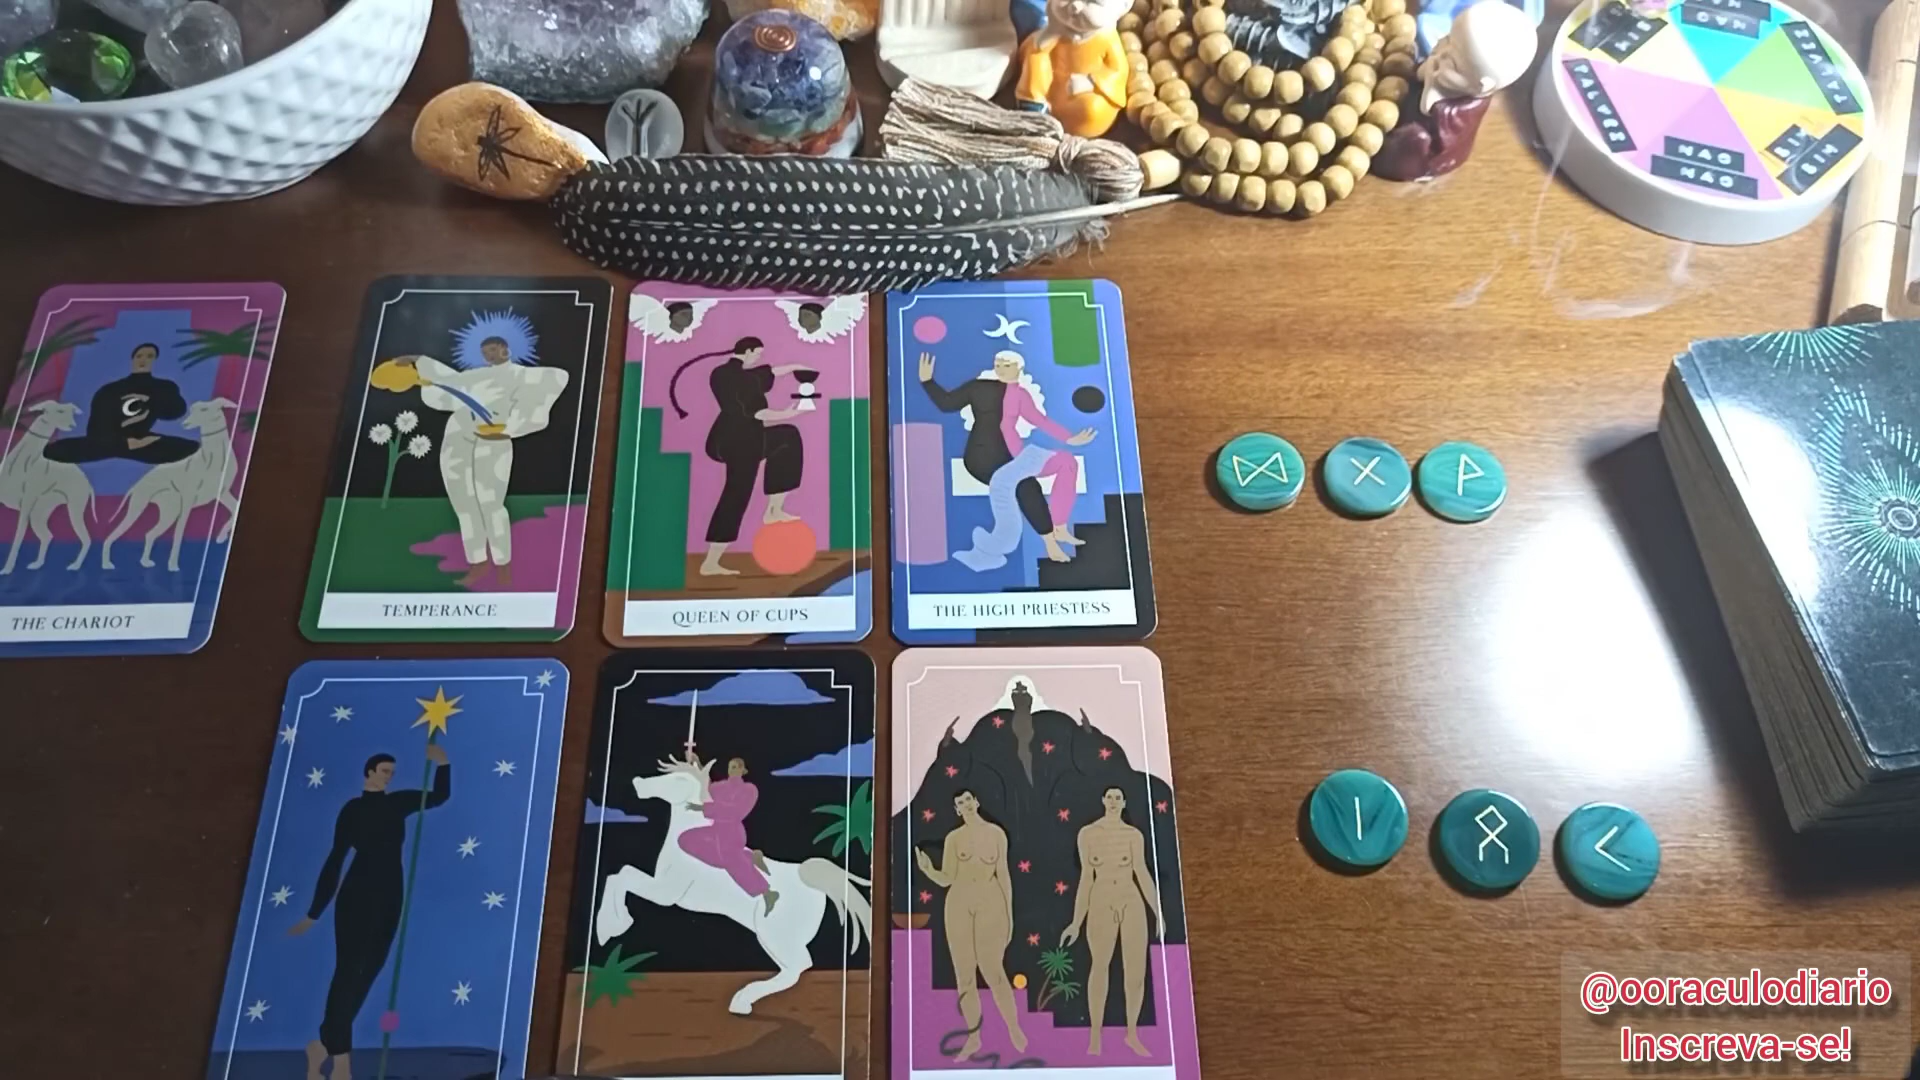 THE CHARIOT
TEMPERANCE
QUEEN OF CUPS
THE HIGH PRIESTESS
@ooraculodiario
Inscreva-se!